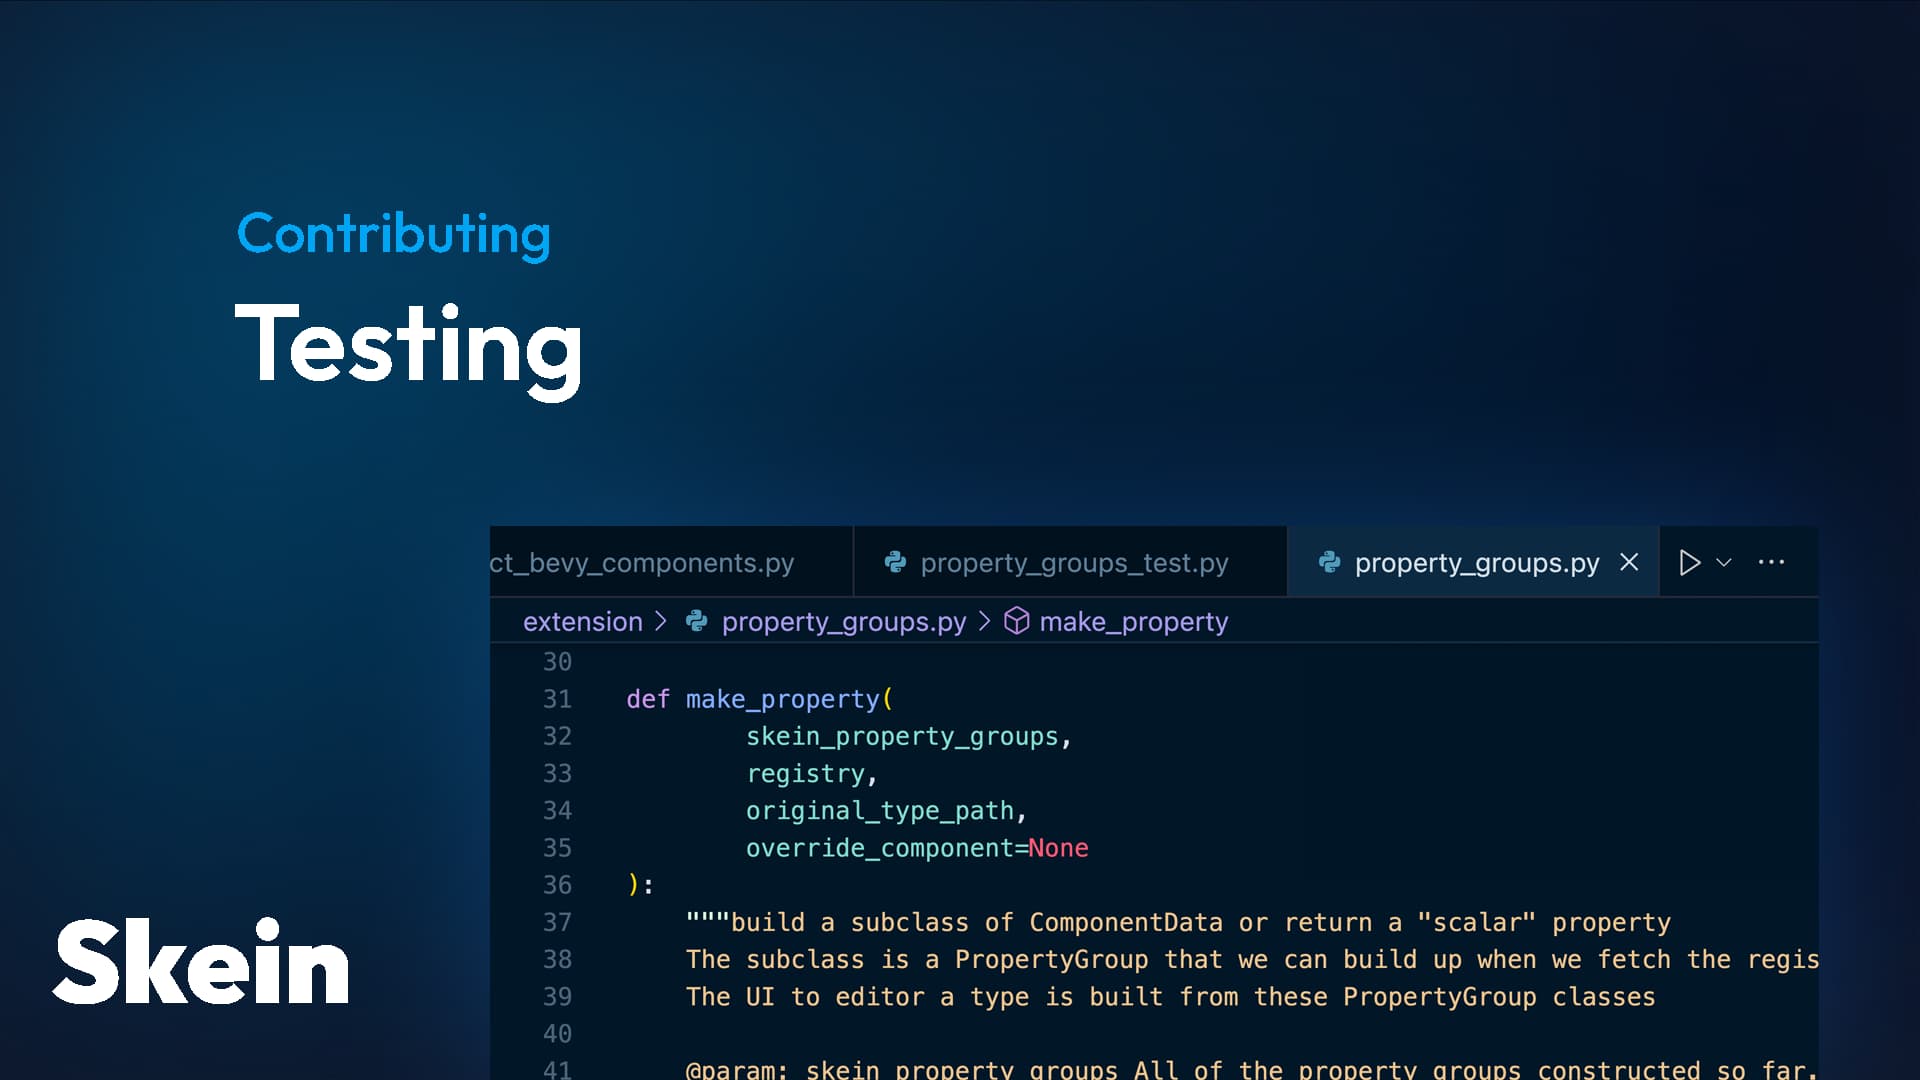 Contributing
Testing
ct_bevy_components.py property_groups_test.py property_groups.py
extension > property_groups.py > make_property
30
31 def make_property(
32 skein_property_groups,
33 registry,
34 original_type_path,
35 override_component=None
36 ):
37 """build a subclass of ComponentData or return a "scalar" property
38 The subclass is a PropertyGroup that we can build up when we fetch the regis
39 The UI to editor a type is built from these PropertyGroup classes
40
41 @param: skein_property_groups All of the property groups constructed so far.
Skein